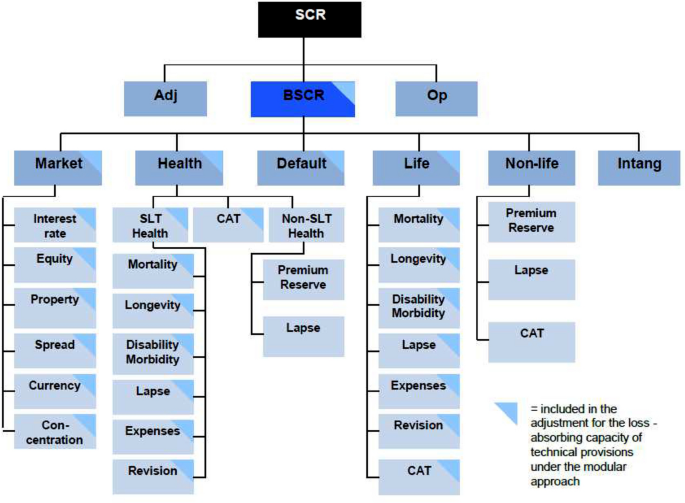 SCR
Adj
BSCR
Op
Market
Health
Default
Life
Non-life
Intang
Interest
rate
Equity
Property
Spread
Currency
Con-
centration
SLT
Health
CAT
Non-SLT
Health
Mortality
Longevity
Disability
Morbidity
Lapse
Expenses
Revision
Premium
Reserve
Lapse
Mortality
Longevity
Disability
Morbidity
Lapse
Expenses
Revision
CAT
Premium
Reserve
Lapse
CAT
= included in the
adjustment for the loss -
absorbing capacity of
technical provisions
under the modular
approach